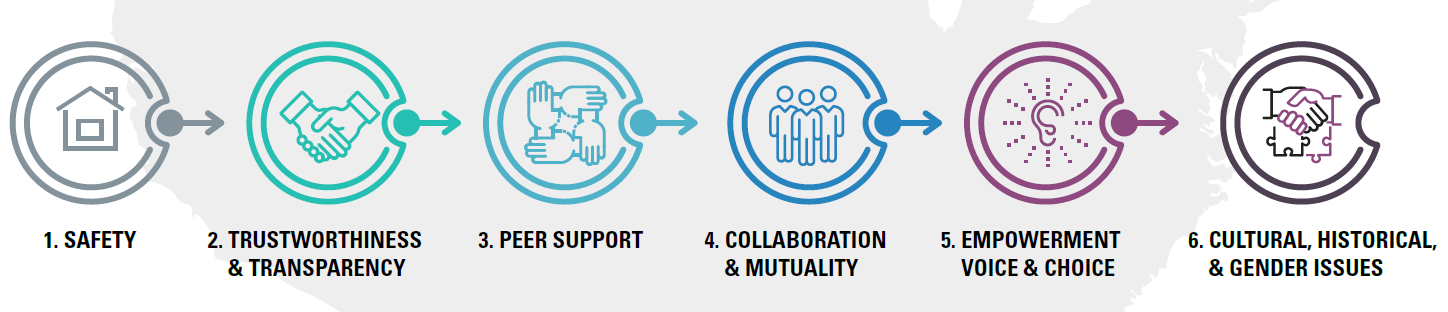 1. SAFETY
2. TRUSTWORTHINESS
& TRANSPARENCY
3. PEER SUPPORT
4. COLLABORATION
& MUTUALITY
5. EMPOWERMENT
VOICE & CHOICE
6. CULTURAL, HISTORICAL,
& GENDER ISSUES